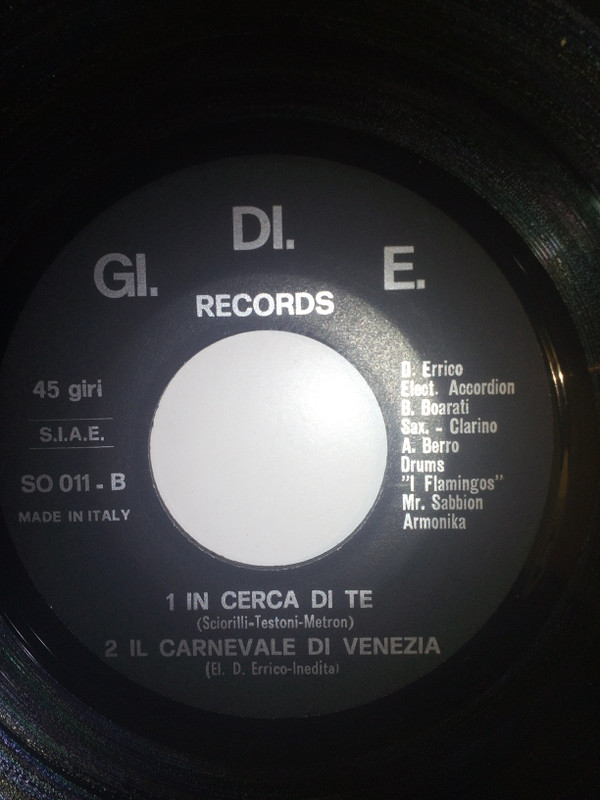 GI. DI. E.
RECORDS
45 giri
S.I.A.E.
SO 011 - B
MADE IN ITALY
D. Errico
Elect. Accordion
B. Boarati
Sax. - Clarino
A. Berro
Drums
"I Flamingos"
Mr. Sabbion
Armonika
1 IN CERCA DI TE
(Sciorilli-Testoni-Metron)
2 IL CARNEVALE DI VENEZIA
(El. D. Errico-Inedita)